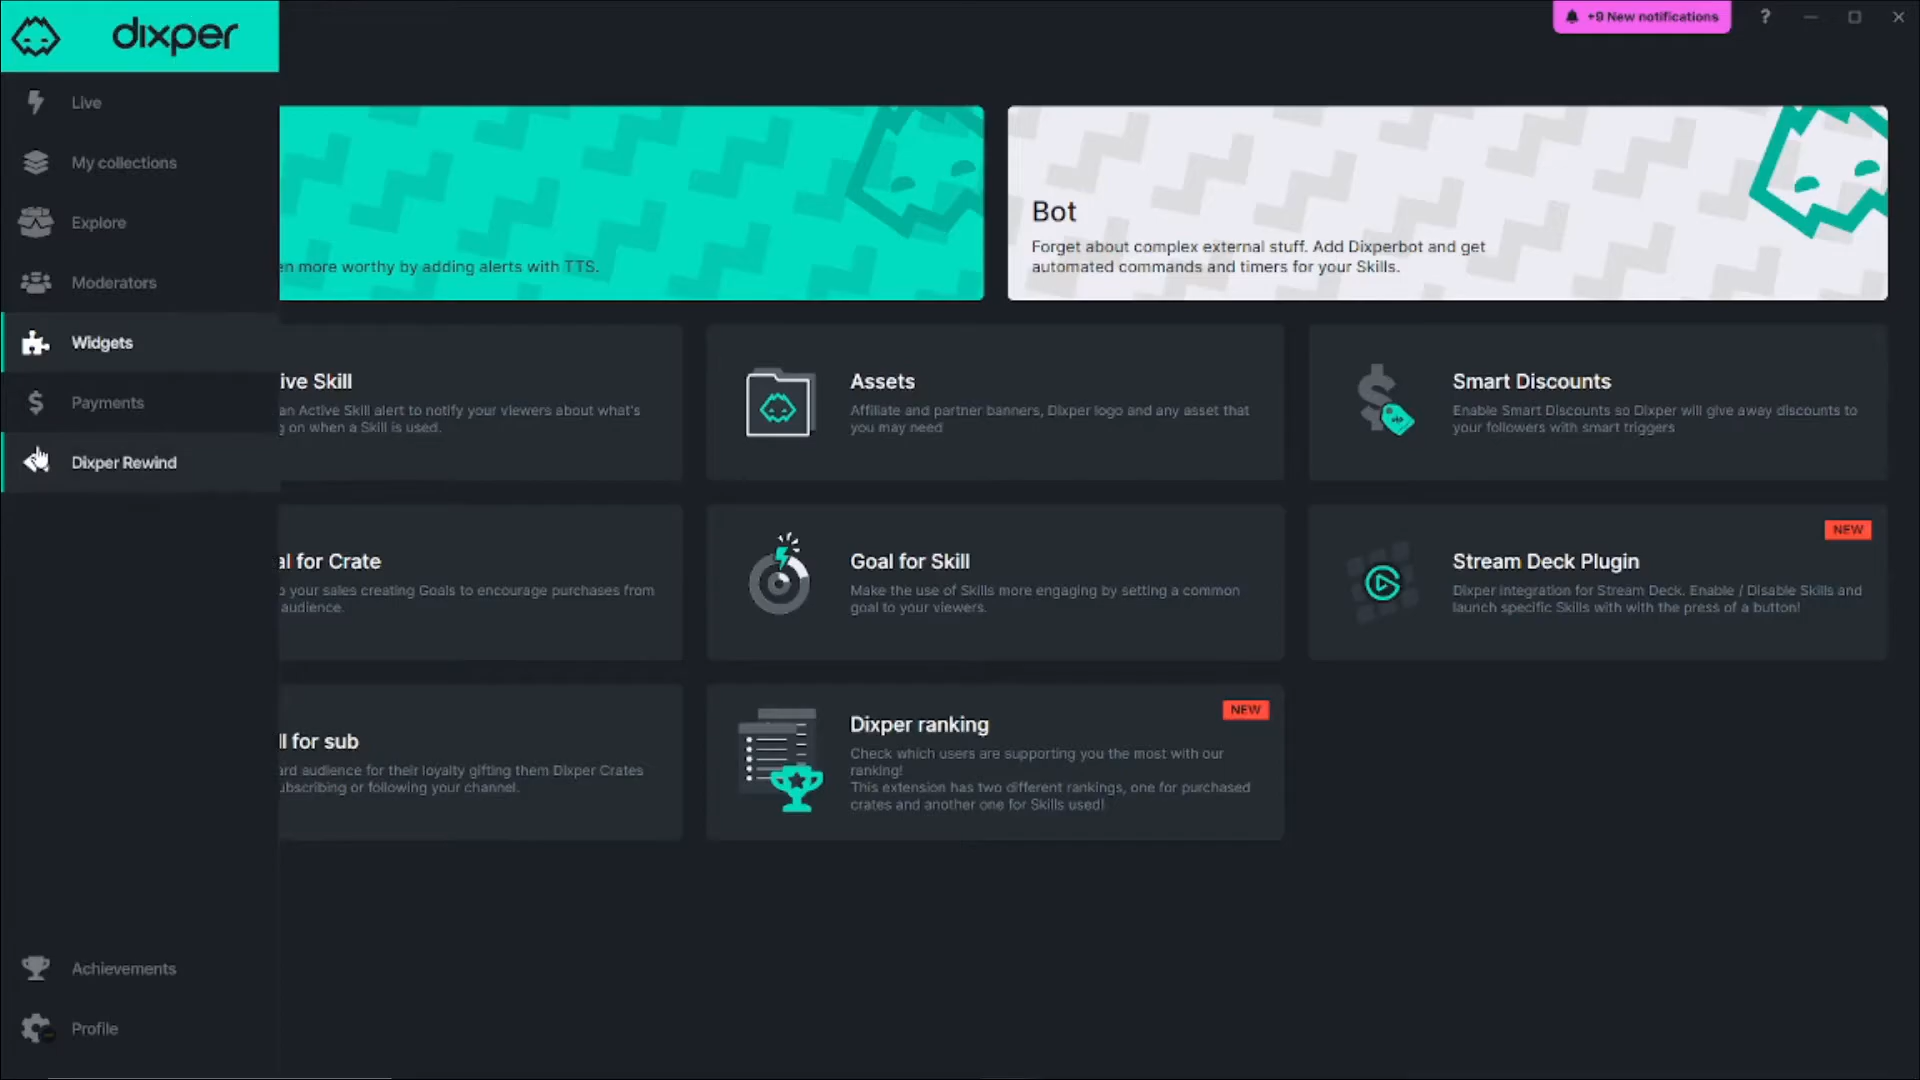 dixper
+9 New notifications
?
Live
My collections
Explore
Moderators
Widgets
Payments
Dixper Rewind
Achievements
Profile
more worthy by adding alerts with TTS.
Bot
Forget about complex external stuff. Add Dixperbot and get
automated commands and timers for your Skills.
ive Skill
an Active Skill alert to notify your viewers about what's
on when a Skill is used.
Assets
Affiliate and partner banners, Dixper logo and any asset that
you may need
Smart Discounts
Enable Smart Discounts so Dixper will give away discounts to
your followers with smart triggers
al for Crate
your sales creating Goals to encourage purchases from
audience.
Goal for Skill
Make the use of Skills more engaging by setting a common
goal to your viewers.
NEW
Stream Deck Plugin
Dixper integration for Stream Deck. Enable / Disable Skills and
launch specific Skills with with the press of a button!
ll for sub
ard audience for their loyalty gifting them Dixper Crates
ubscribing or following your channel.
NEW
Dixper ranking
Check which users are supporting you the most with our
ranking!
This extension has two different rankings, one for purchased
crates and another one for Skills used!